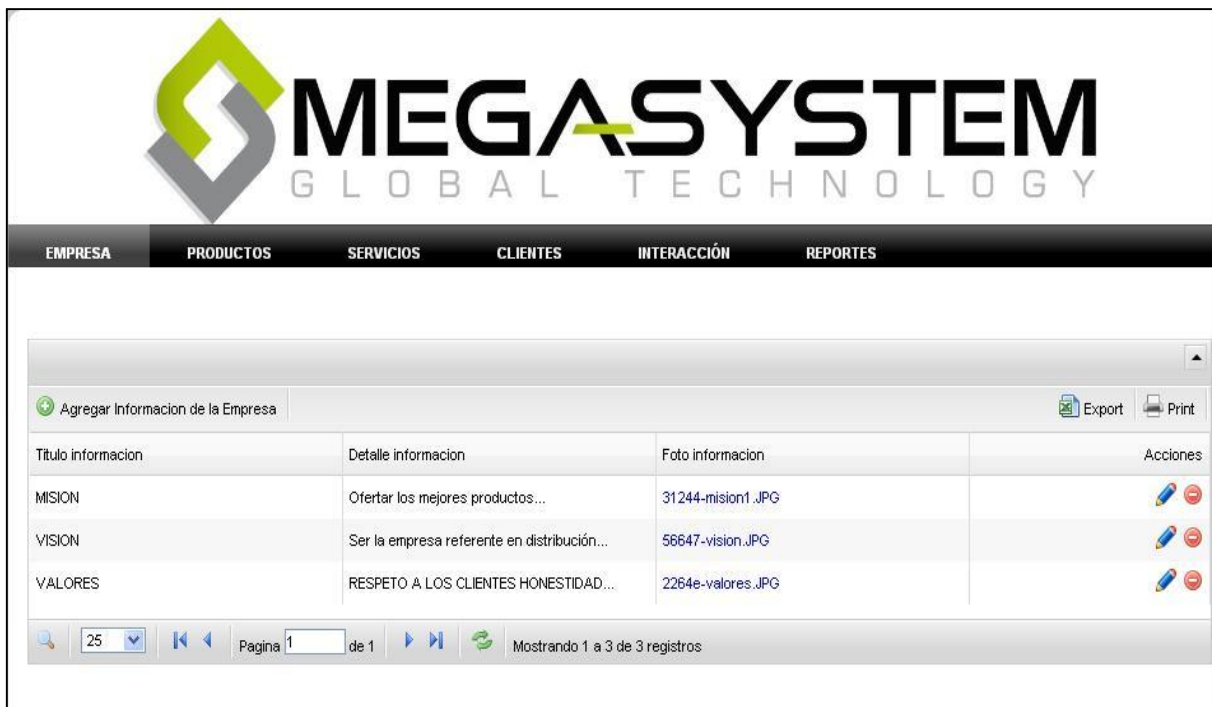 MEGASYSTEM
GLOBAL TECHNOLOGY
EMPRESA PRODUCTOS SERVICIOS CLIENTES INTERACCIÓN REPORTES
Agregar Informacion de la Empresa Export Print
Titulo informacion Detalle informacion Foto informacion Acciones
MISION Ofertar los mejores productos... 31244-mision1.JPG
VISION Ser la empresa referente en distribución... 56647-vision.JPG
VALORES RESPETO A LOS CLIENTES HONESTIDAD... 2264e-valores.JPG
25 Pagina 1 de 1 Mostrando 1 a 3 de 3 registros